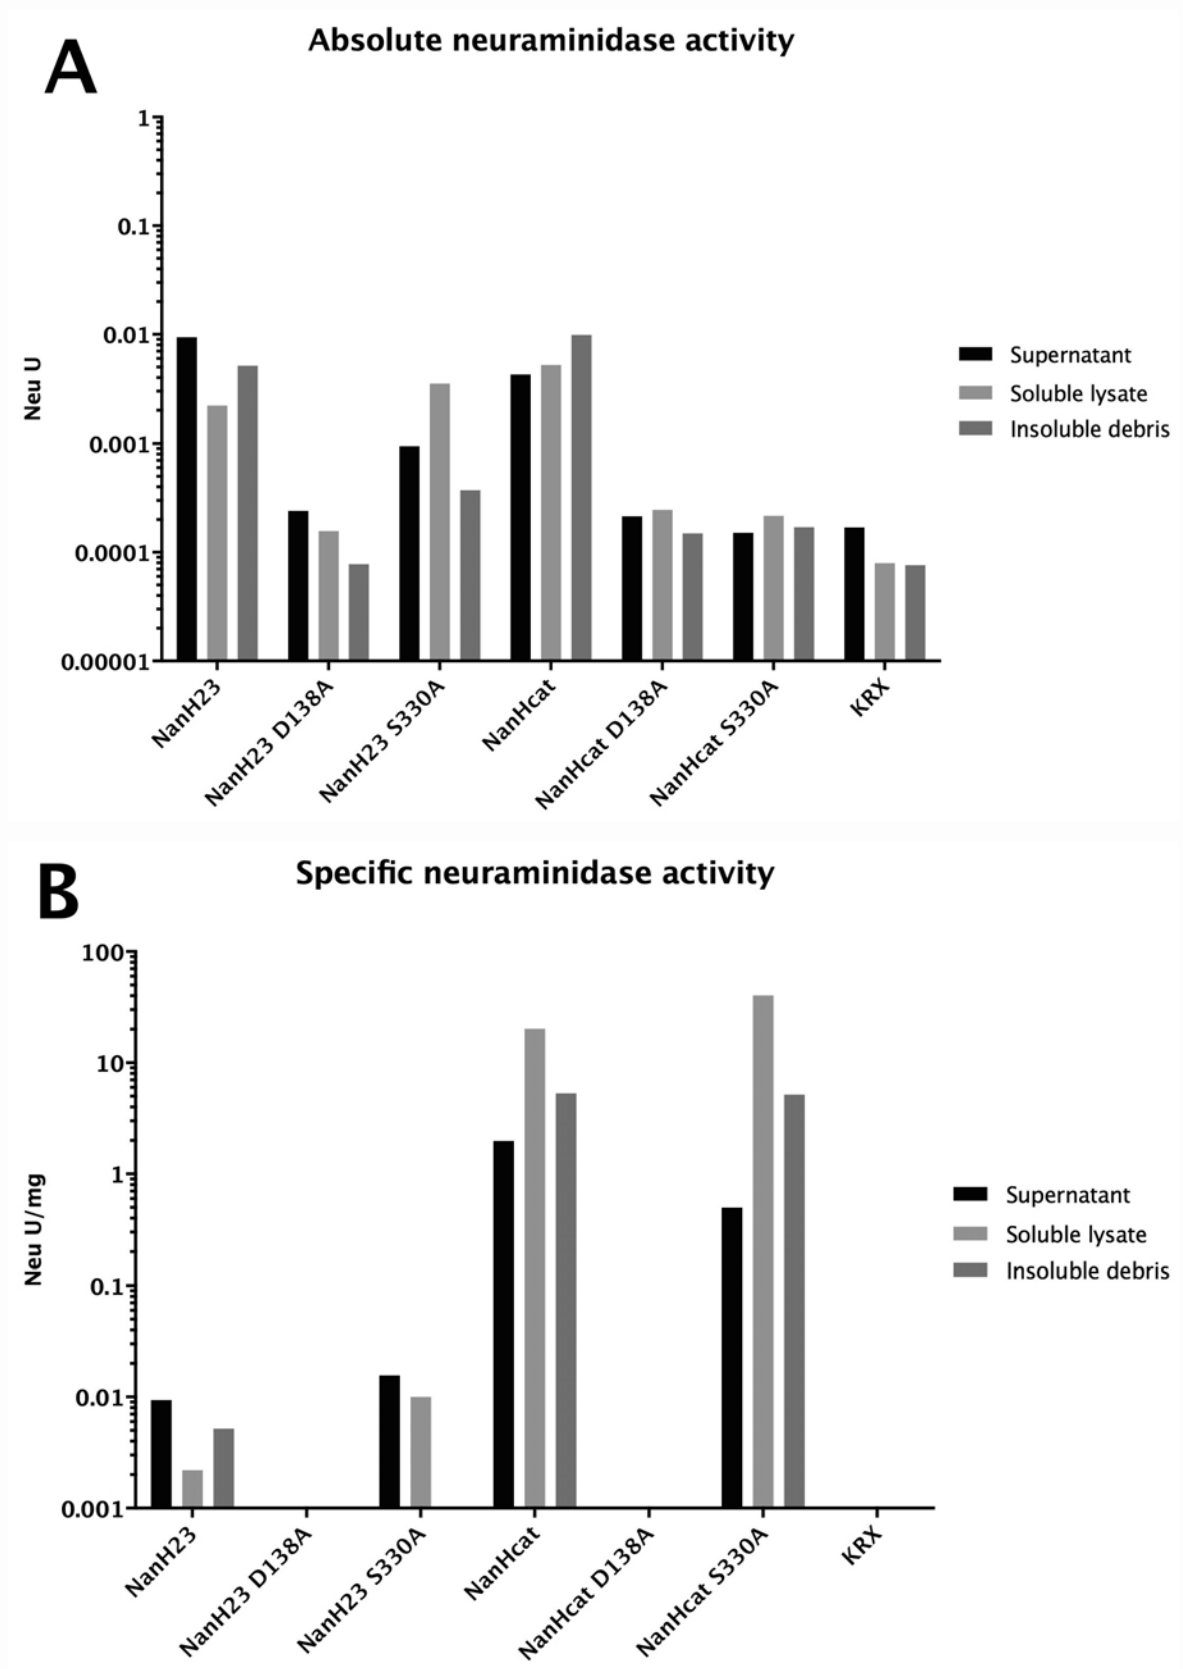 A
Absolute neuraminidase activity
1
0.1
0.01
0.001
0.0001
0.00001
Neu U
NanH23
NanH23 D138A
NanH23 S330A
NanHcat
NanHcat D138A
NanHcat S330A
KRX
Supernatant
Soluble lysate
Insoluble debris
B
Specific neuraminidase activity
100
10
1
0.1
0.01
0.001
Neu U/mg
NanH23
NanH23 D138A
NanH23 S330A
NanHcat
NanHcat D138A
NanHcat S330A
KRX
Supernatant
Soluble lysate
Insoluble debris